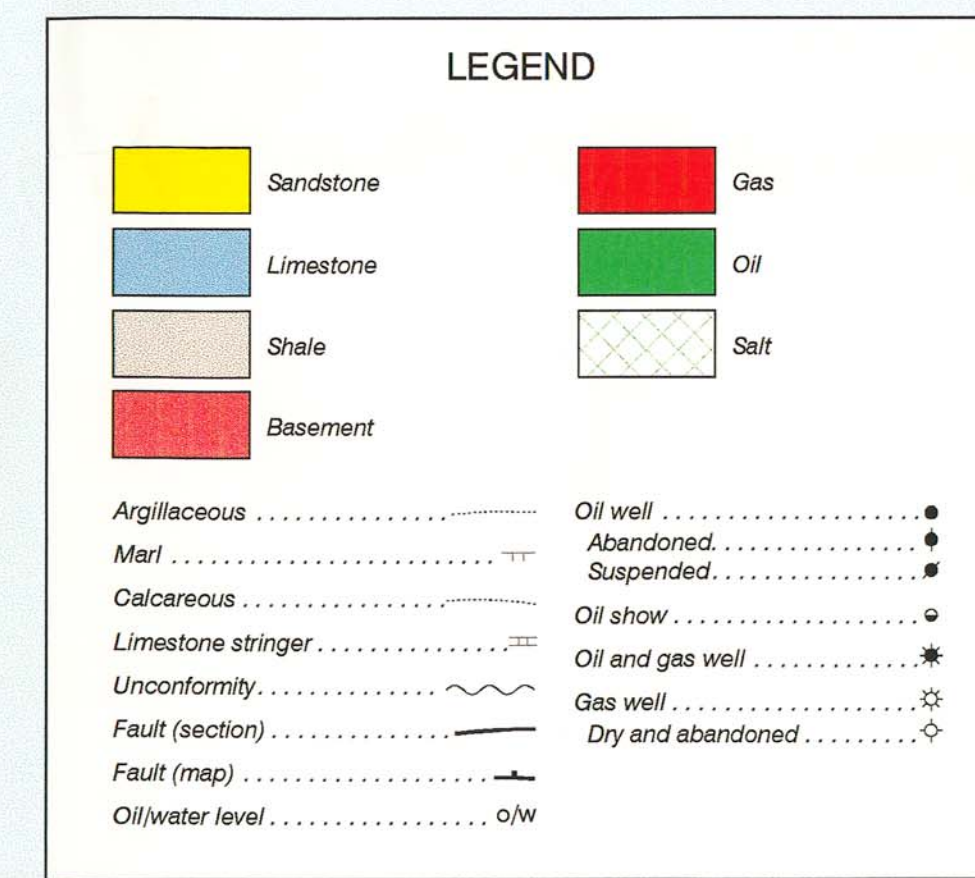 LEGEND
Sandstone
Limestone
Shale
Basement
Gas
Oil
Salt
Argillaceous
Marl
Calcareous
Limestone stringer
Unconformity
Fault (section)
Fault (map)
Oil/water level o/w
Oil well
Abandoned
Suspended
Oil show
Oil and gas well
Gas well
Dry and abandoned